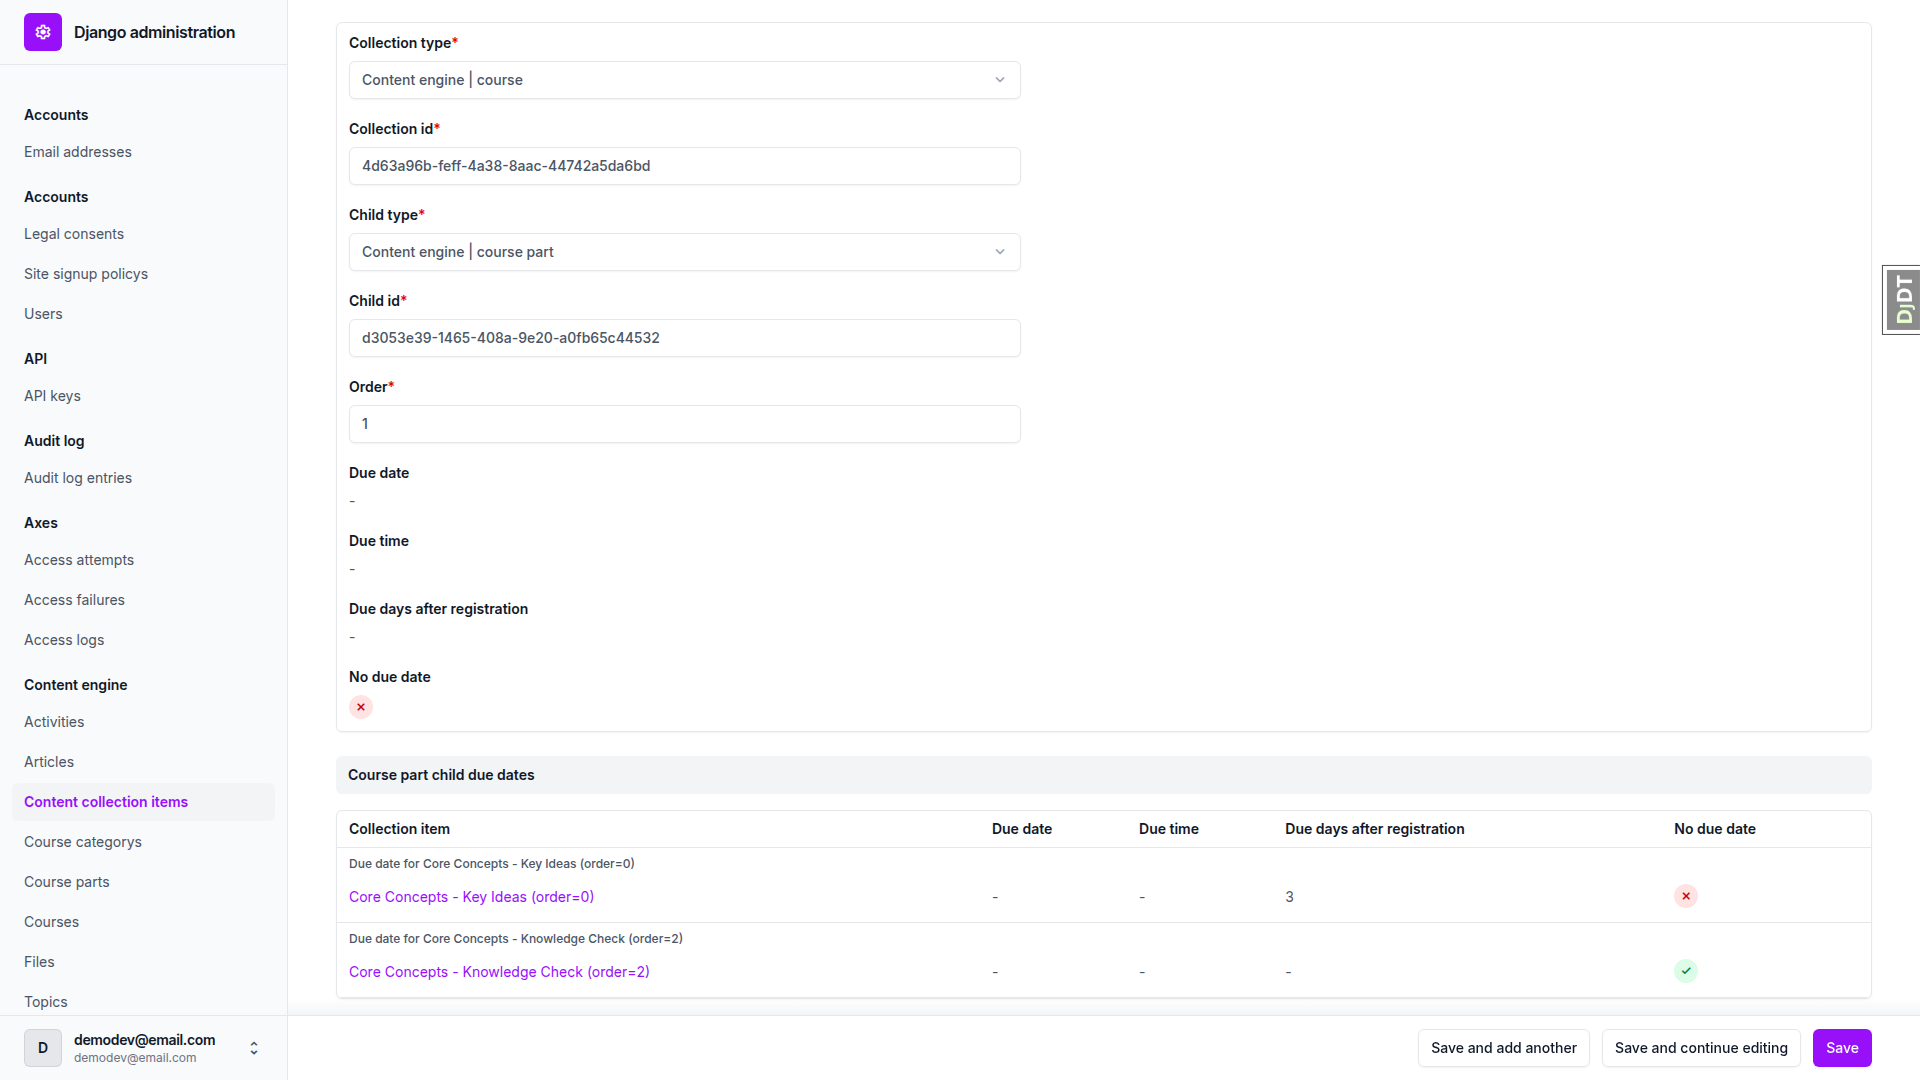 Django administration
Accounts
Email addresses
Accounts
Legal consents
Site signup policys
Users
API
API keys
Audit log
Audit log entries
Axes
Access attempts
Access failures
Access logs
Content engine
Activities
Articles
Content collection items
Course categorys
Course parts
Courses
Files
Topics
D
demodev@email.com
demodev@email.com
Collection type*
Content engine | course
Collection id*
4d63a96b-feff-4a38-8aac-44742a5da6bd
Child type*
Content engine | course part
Child id*
d3053e39-1465-408a-9e20-a0fb65c44532
Order*
1
Due date
-
Due time
-
Due days after registration
-
No due date
Course part child due dates
Collection item Due date Due time Due days after registration No due date
Due date for Core Concepts - Key Ideas (order=0)
Core Concepts - Key Ideas (order=0) - - 3
Due date for Core Concepts - Knowledge Check (order=2)
Core Concepts - Knowledge Check (order=2) - - -
Save and add another Save and continue editing Save
DJDT